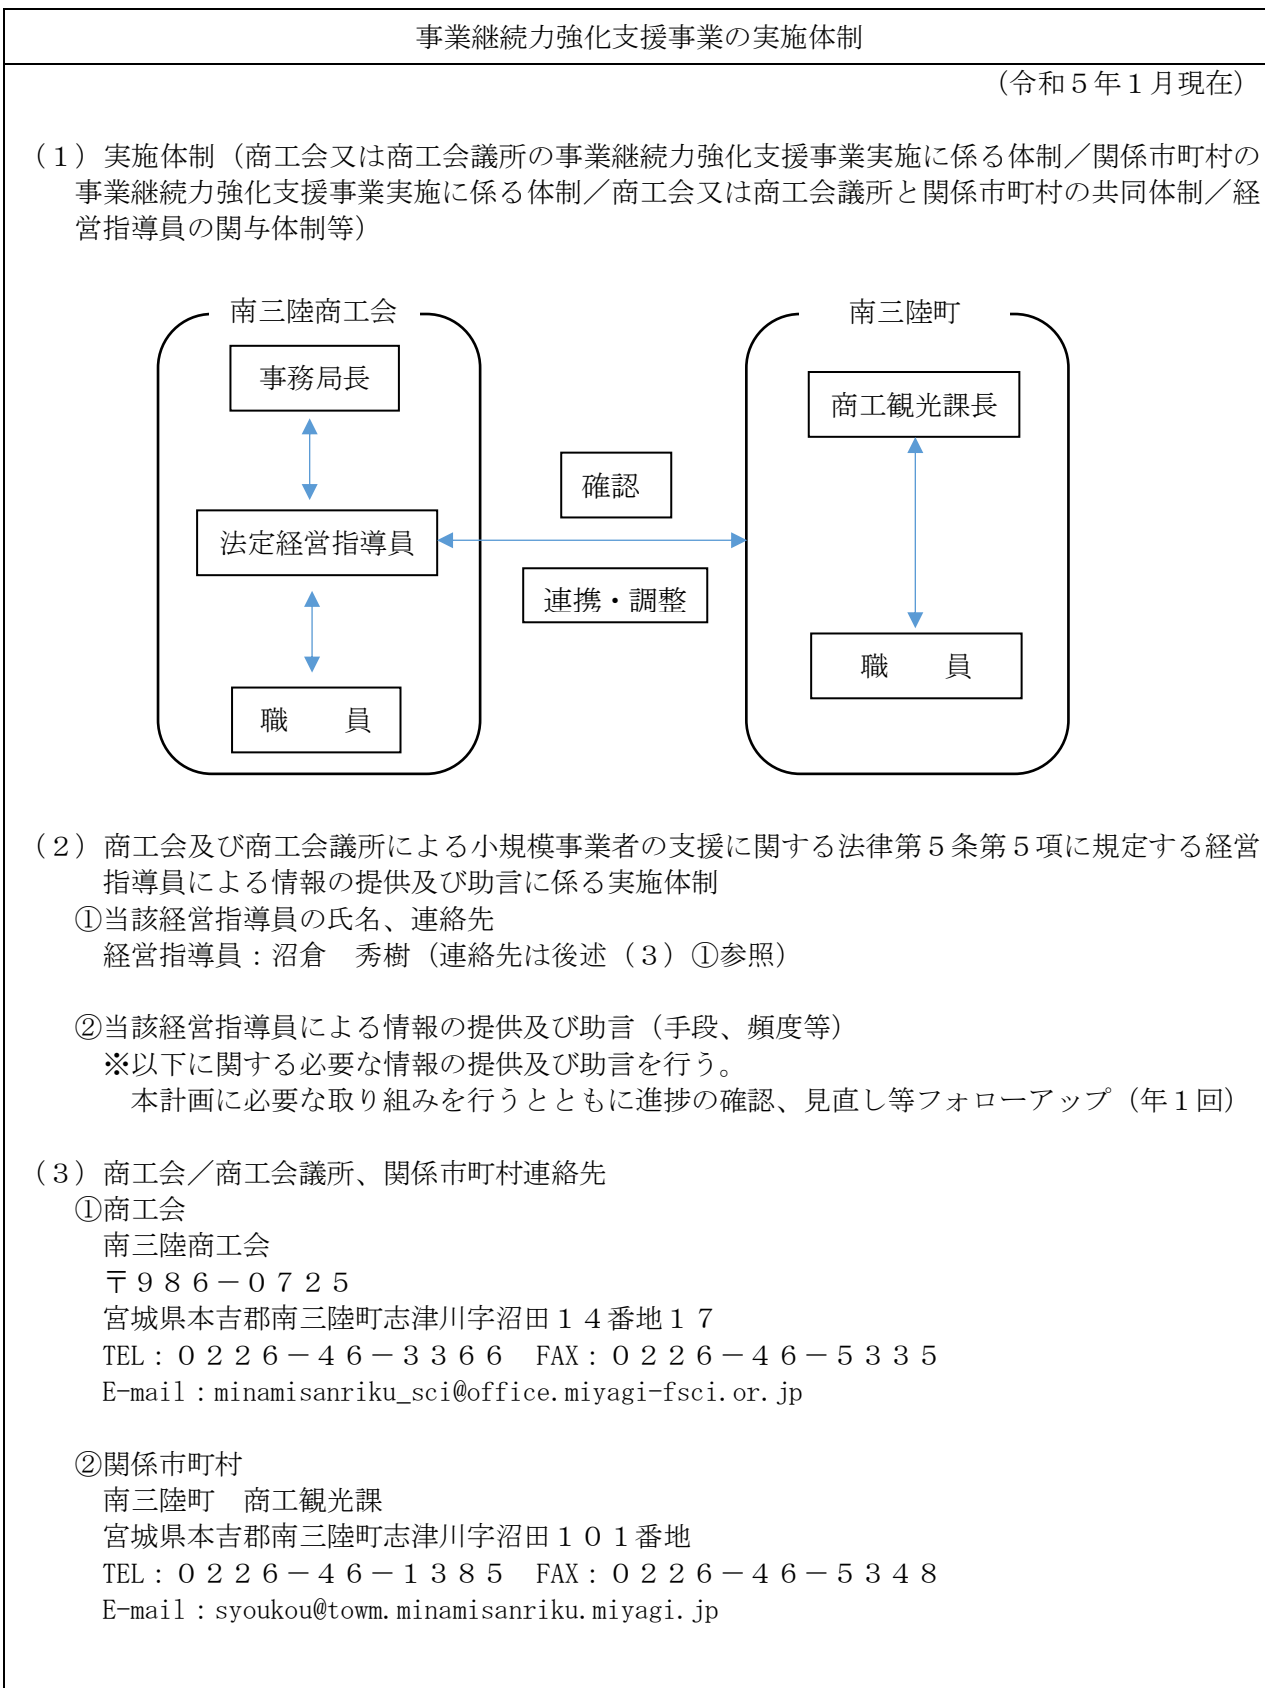 事業継続力強化支援事業の実施体制
（令和５年１月現在）
（１）実施体制（商工会又は商工会議所の事業継続力強化支援事業実施に係る体制／関係市町村の
事業継続力強化支援事業実施に係る体制／商工会又は商工会議所と関係市町村の共同体制／経
営指導員の関与体制等）
南三陸商工会
事務局長
法定経営指導員
職　　員
確認
連携・調整
南三陸町
商工観光課長
職　　員
（２）商工会及び商工会議所による小規模事業者の支援に関する法律第５条第５項に規定する経営
指導員による情報の提供及び助言に係る実施体制
①当該経営指導員の氏名、連絡先
経営指導員：沼倉　秀樹（連絡先は後述（３）①参照）
②当該経営指導員による情報の提供及び助言（手段、頻度等）
※以下に関する必要な情報の提供及び助言を行う。
本計画に必要な取り組みを行うとともに進捗の確認、見直し等フォローアップ（年１回）
（３）商工会／商工会議所、関係市町村連絡先
①商工会
南三陸商工会
〒９８６－０７２５
宮城県本吉郡南三陸町志津川字沼田１４番地１７
TEL：０２２６－４６－３３６６　FAX：０２２６－４６－５３３５
E-mail：minamisanriku_sci@office.miyagi-fsci.or.jp
②関係市町村
南三陸町　商工観光課
宮城県本吉郡南三陸町志津川字沼田１０１番地
TEL：０２２６－４６－１３８５　FAX：０２２６－４６－５３４８
E-mail：syoukou@towm.minamisanriku.miyagi.jp